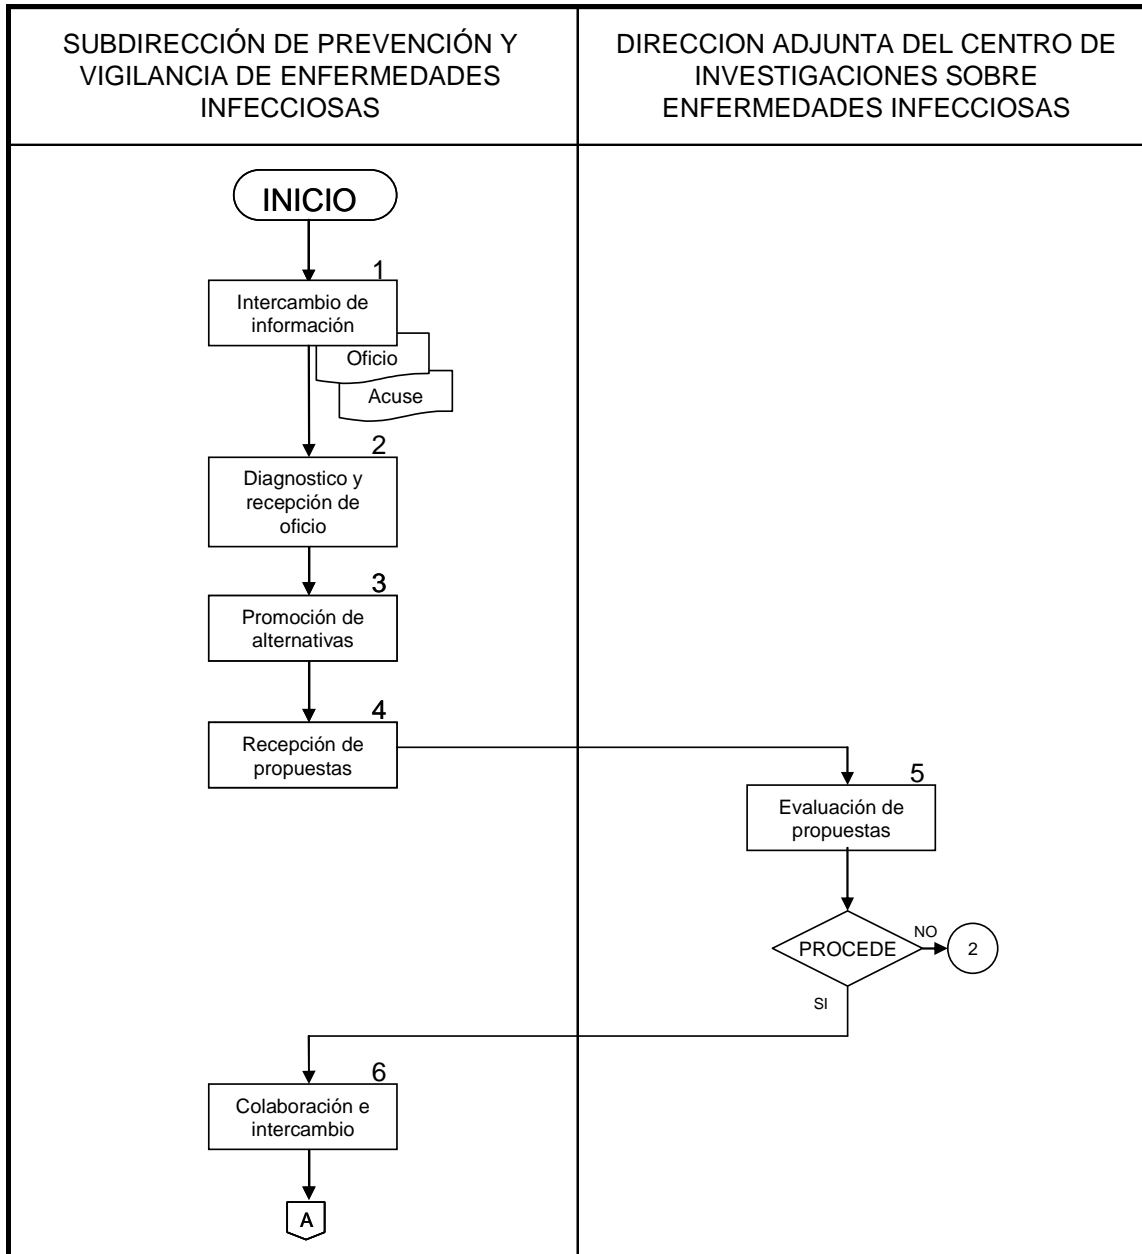 SUBDIRECCIÓN DE PREVENCIÓN Y
VIGILANCIA DE ENFERMEDADES
INFECCIOSAS
DIRECCION ADJUNTA DEL CENTRO DE
INVESTIGACIONES SOBRE
ENFERMEDADES INFECCIOSAS
INICIO
1
Intercambio de
información
Oficio
Acuse
2
Diagnostico y
recepción de
oficio
3
Promoción de
alternativas
4
Recepción de
propuestas
5
Evaluación de
propuestas
PROCEDE
NO
2
SI
6
Colaboración e
intercambio
A